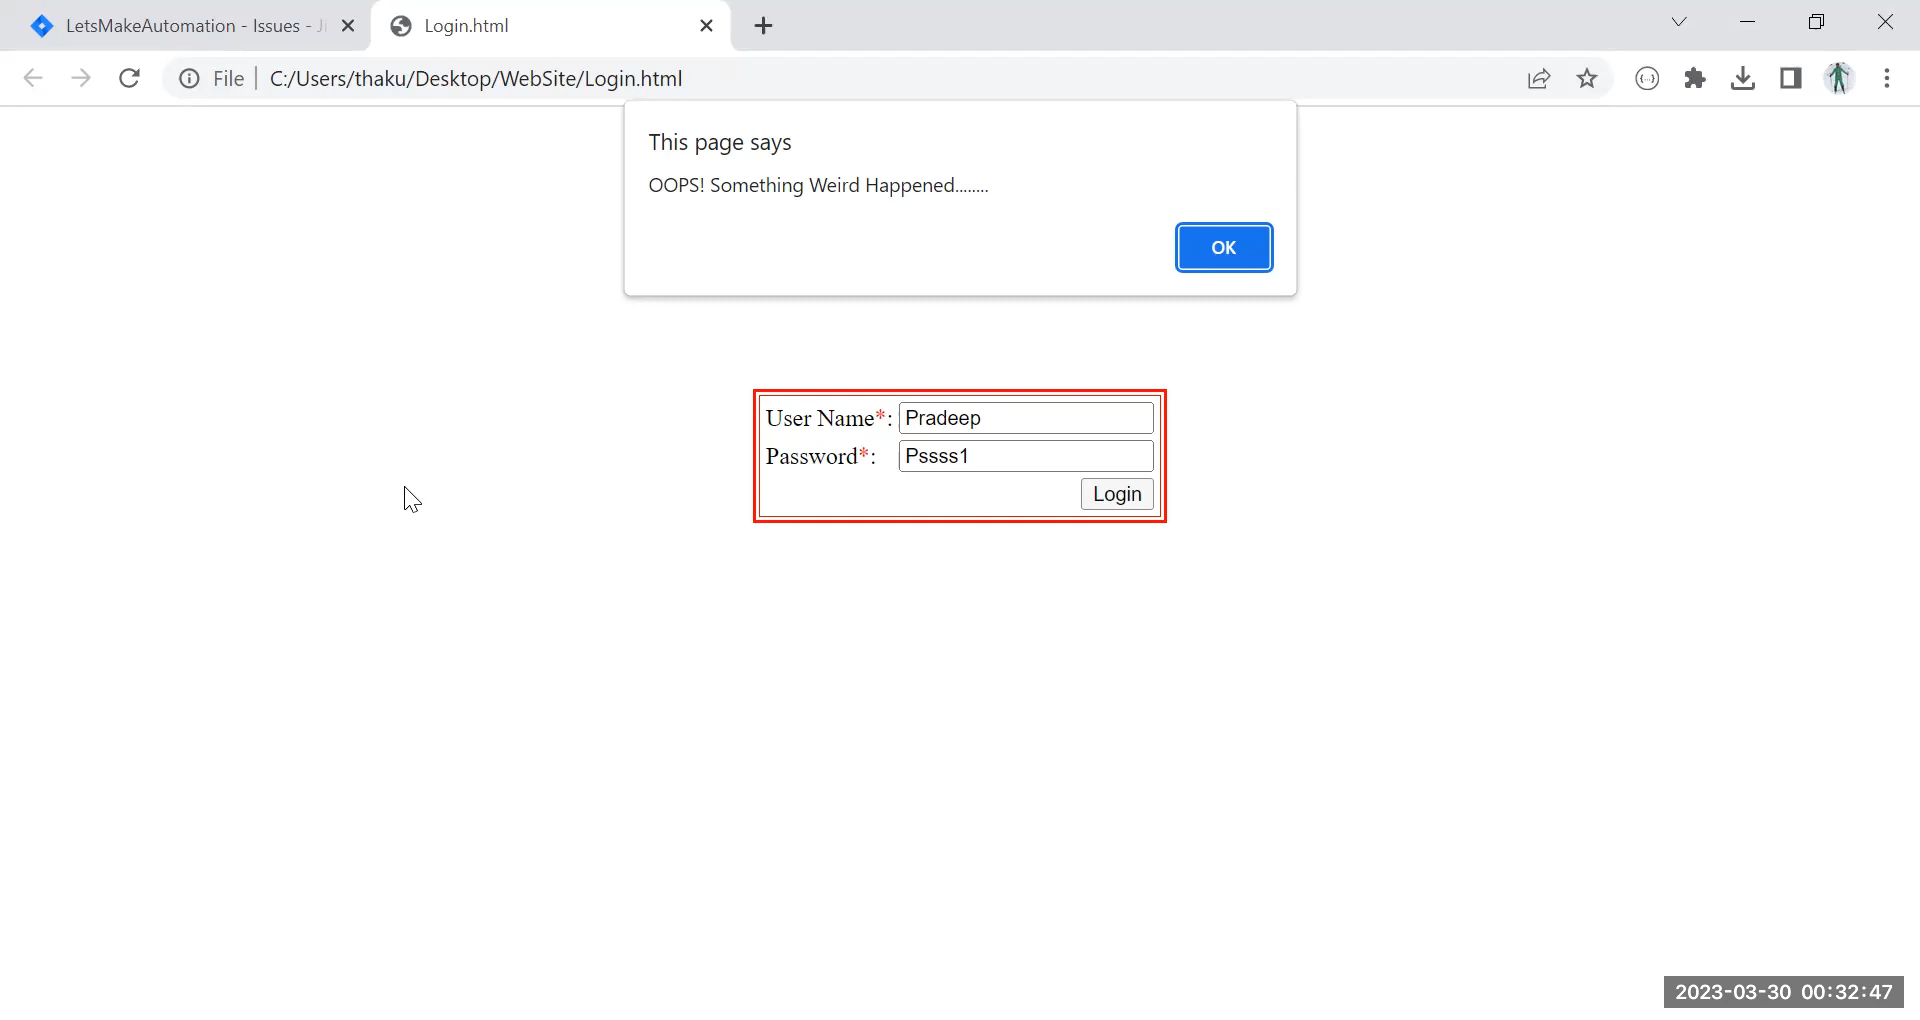 LetsMakeAutomation - Issues - Ji
Login.html
File
C:/Users/thaku/Desktop/WebSite/Login.html
This page says
OOPS! Something Weird Happened........
OK
User Name*: Pradeep
Password*: Pssss1
Login
2023-03-30 00:32:47